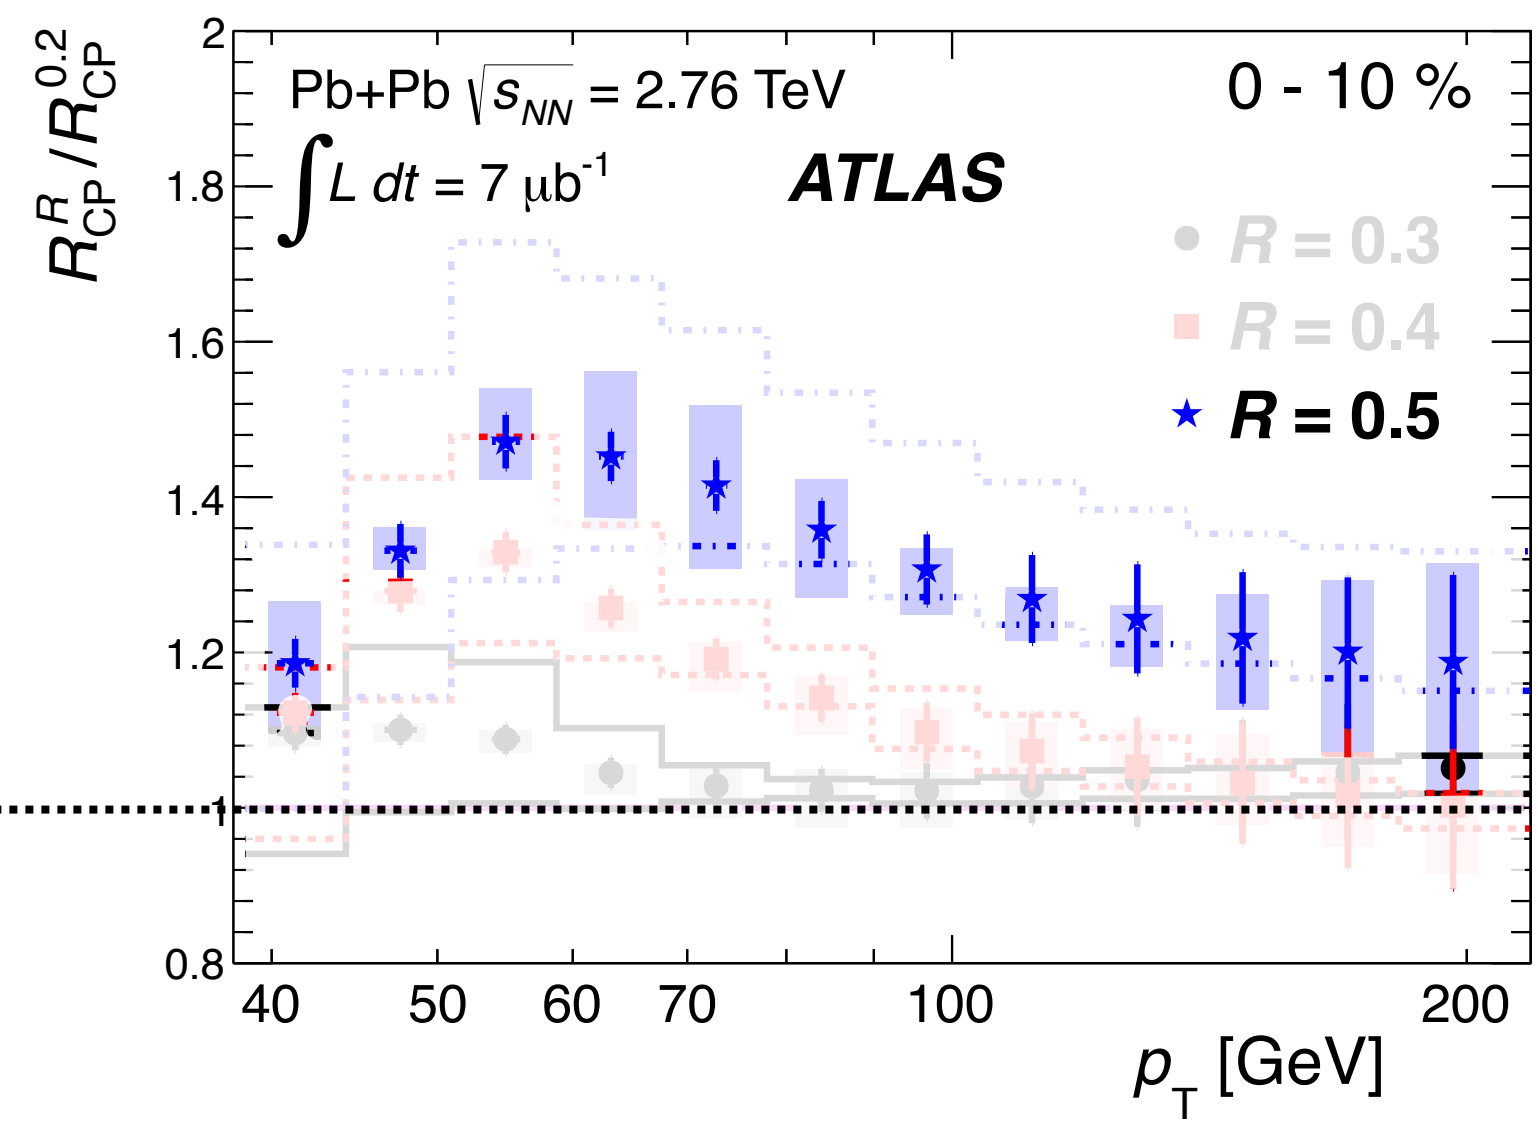 R^R_CP / R^0.2_CP
Pb+Pb √s_NN = 2.76 TeV
0 - 10 %
∫ L dt = 7 μb⁻¹
ATLAS
R = 0.3
R = 0.4
R = 0.5
2
1.8
1.6
1.4
1.2
1
0.8
40 50 60 70 100 200
p_T [GeV]